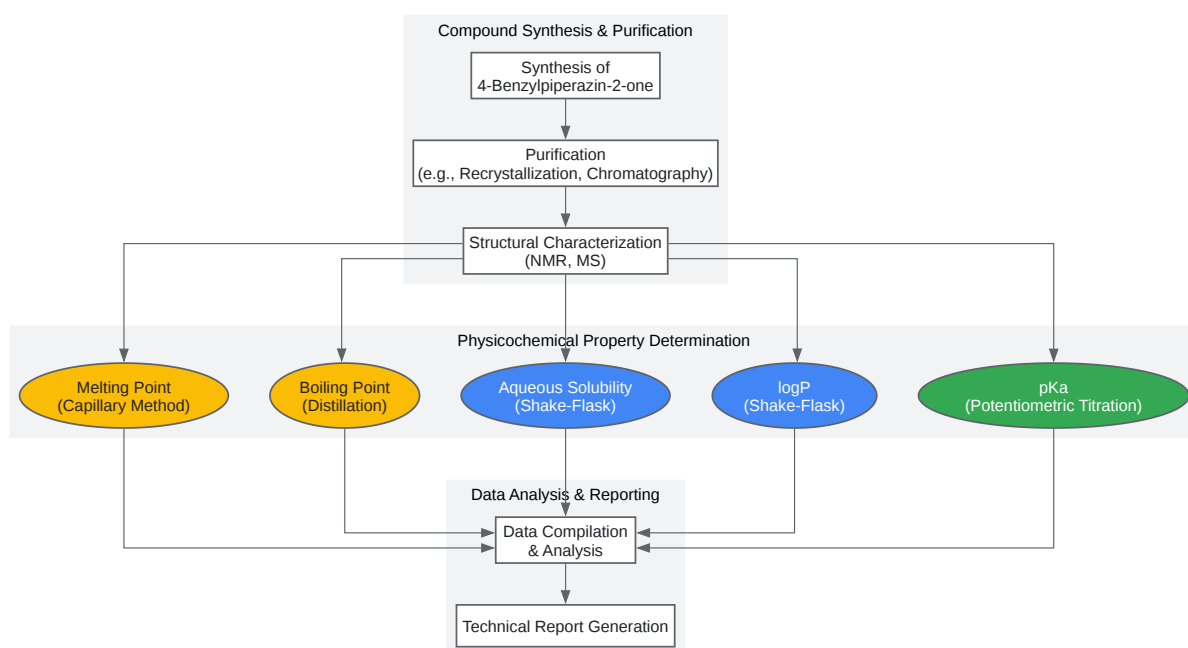 Compound Synthesis & Purification
Synthesis of
4-Benzylpiperazin-2-one
Purification
(e.g., Recrystallization, Chromatography)
Structural Characterization
(NMR, MS)
Physicochemical Property Determination
Melting Point
(Capillary Method)
Boiling Point
(Distillation)
Aqueous Solubility
(Shake-Flask)
logP
(Shake-Flask)
pKa
(Potentiometric Titration)
Data Analysis & Reporting
Data Compilation
& Analysis
Technical Report Generation